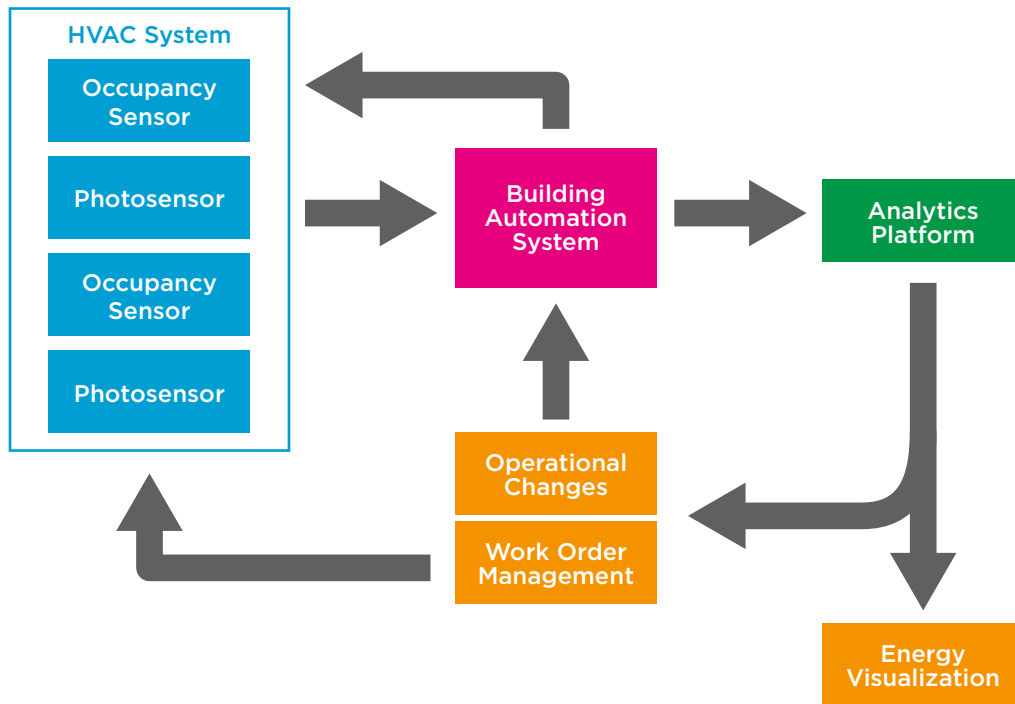 HVAC System
Occupancy
Sensor
Photosensor
Occupancy
Sensor
Photosensor
Building
Automation
System
Analytics
Platform
Operational
Changes
Work Order
Management
Energy
Visualization